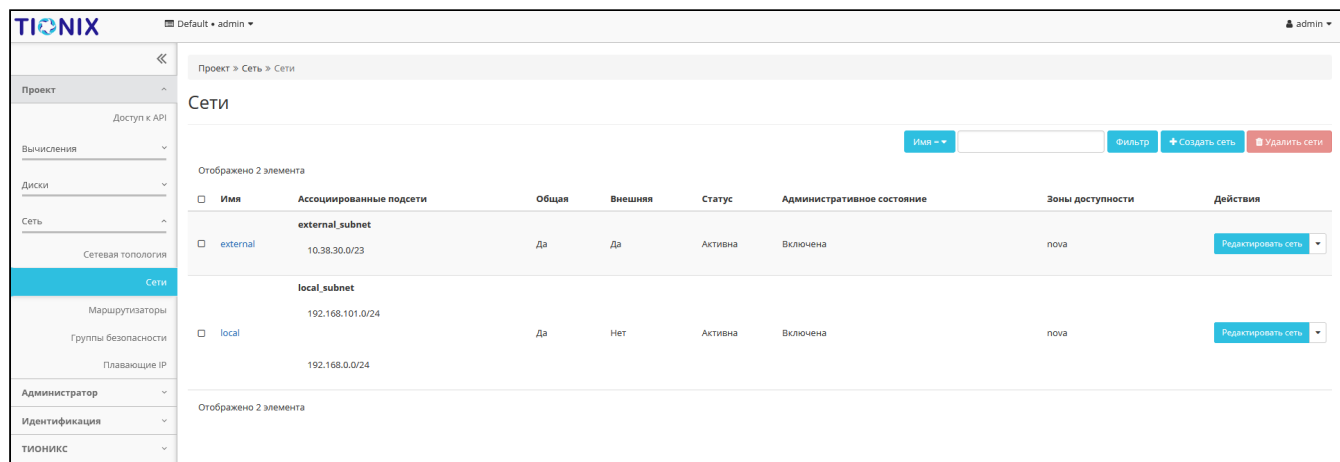 TIONIX
Default • admin
admin
Проект » Сеть » Сети
Проект
Сети
Доступ к API
Имя =
Фильтр
Создать сеть
Удалить сети
Вычисления
Отображено 2 элемента
Диски
Имя Ассоциированные подсети Общая Внешняя Статус Административное состояние Зоны доступности Действия
Сеть
external_subnet
external 10.38.30.0/23 Да Да Активна Включена nova Редактировать сеть
Сетевая топология
Сети
local_subnet
Маршрутизаторы
192.168.101.0/24
local Да Нет Активна Включена nova Редактировать сеть
Группы безопасности
Плавающие IP
192.168.0.0/24
Администратор
Отображено 2 элемента
Идентификация
ТИОНИКС